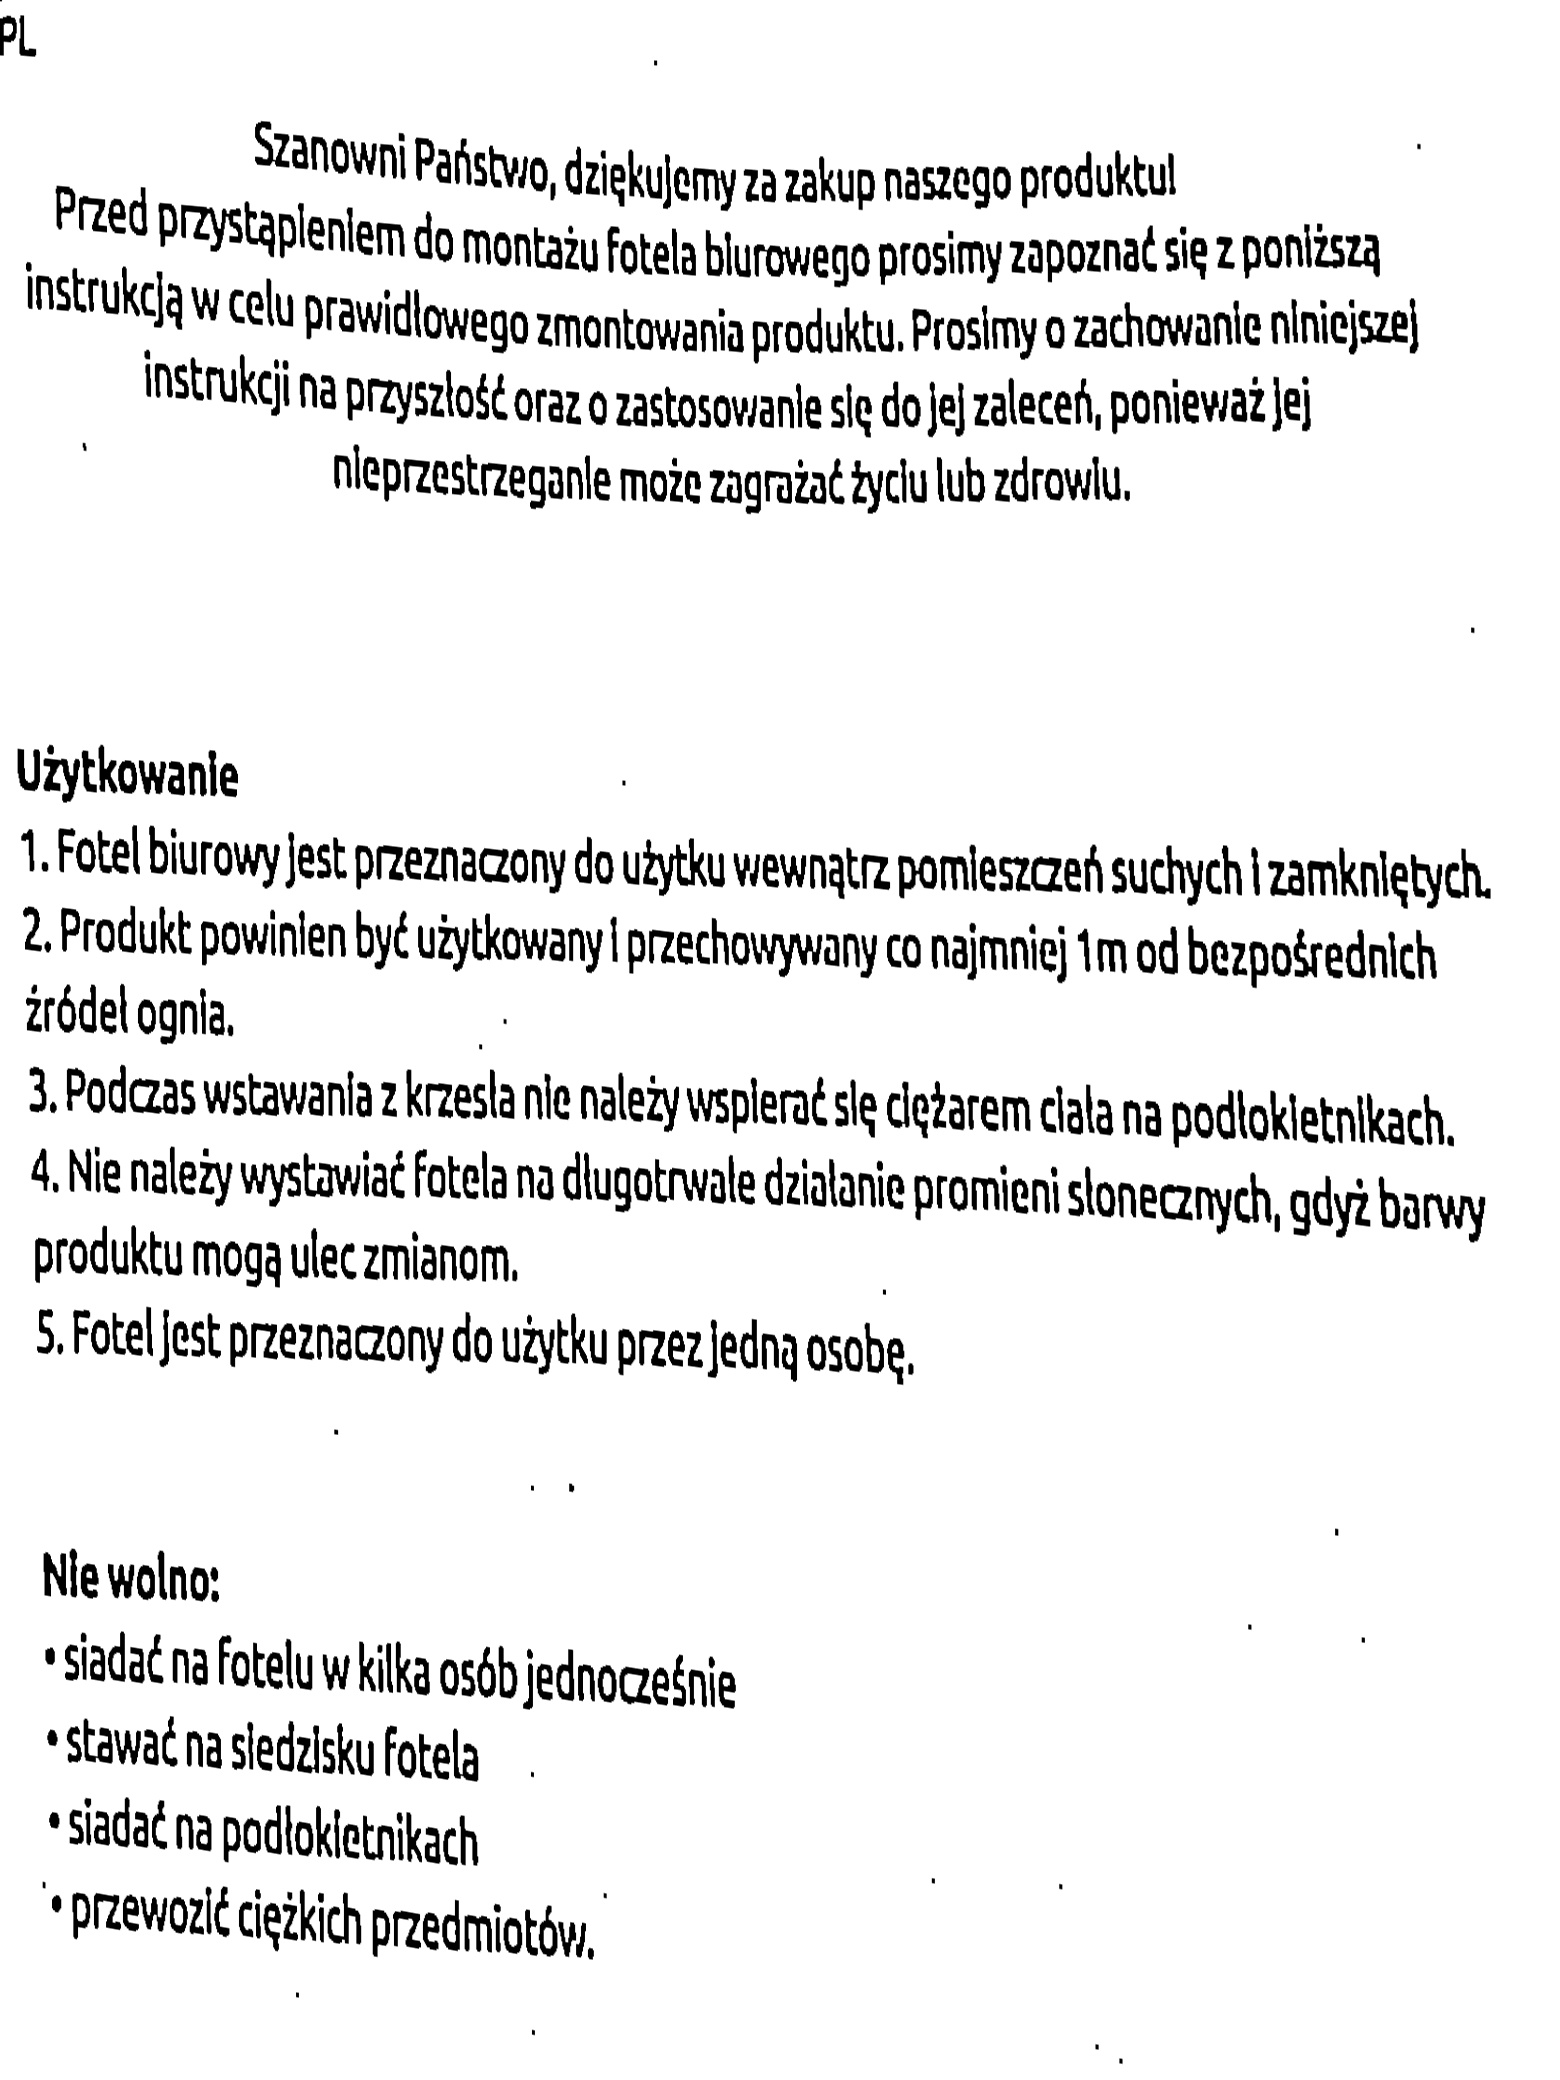 PL
Szanowni Państwo, dziękujemy za zakup naszego produktu!
Przed przystąpieniem do montażu fotela biurowego prosimy zapoznać się z poniższą
instrukcją w celu prawidłowego zmontowania produktu. Prosimy o zachowanie niniejszej
instrukcji na przyszłość oraz o zastosowanie się do jej zaleceń, ponieważ jej
nieprzestrzeganie może zagrażać życiu lub zdrowiu.
Użytkowanie
1. Fotel biurowy jest przeznaczony do użytku wewnątrz pomieszczeń suchych i zamkniętych.
2. Produkt powinien być użytkowany i przechowywany co najmniej 1m od bezpośrednich
źródeł ognia.
3. Podczas wstawania z krzesła nie należy wspierać się ciężarem ciała na podłokietnikach.
4. Nie należy wystawiać fotela na długotrwałe działanie promieni słonecznych, gdyż barwy
produktu mogą ulec zmianom.
5. Fotel jest przeznaczony do użytku przez jedną osobę.
Nie wolno:
• siadać na fotelu w kilka osób jednocześnie
• stawać na siedzisku fotela
• siadać na podłokietnikach
• przewozić ciężkich przedmiotów.